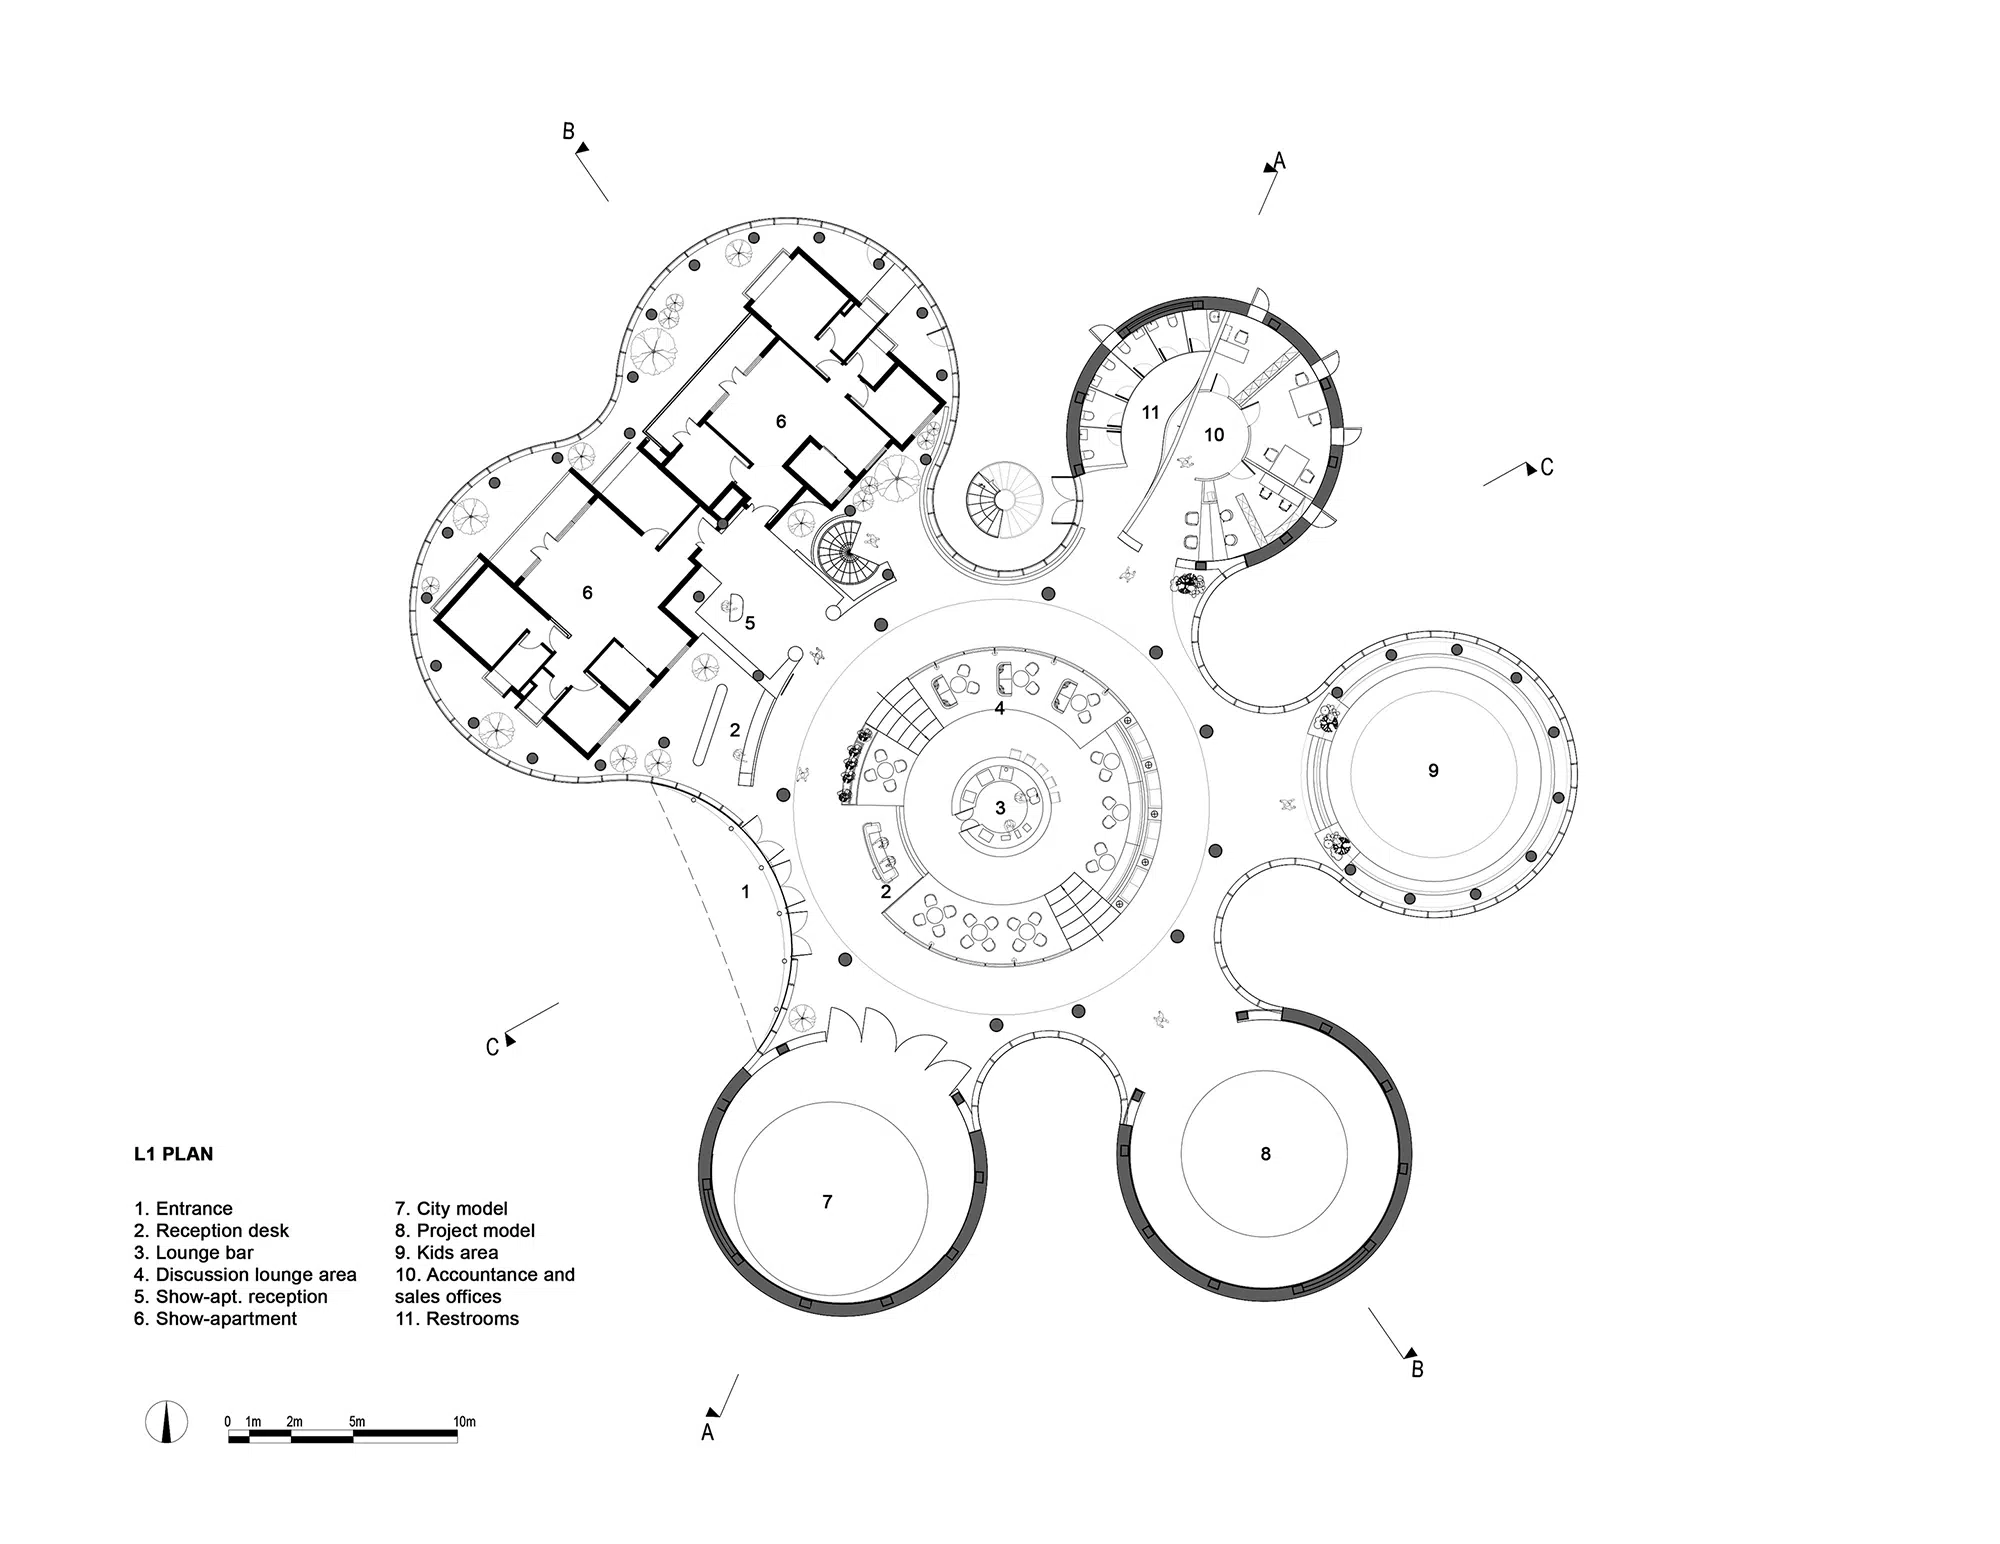 B
A
C
6
11
10
6
5
4
2
9
3
1
2
C
8
7
B
A
L1 PLAN
1. Entrance
2. Reception desk
3. Lounge bar
4. Discussion lounge area
5. Show-apt. reception
6. Show-apartment
7. City model
8. Project model
9. Kids area
10. Accountance and
sales offices
11. Restrooms
0 1m 2m 5m 10m